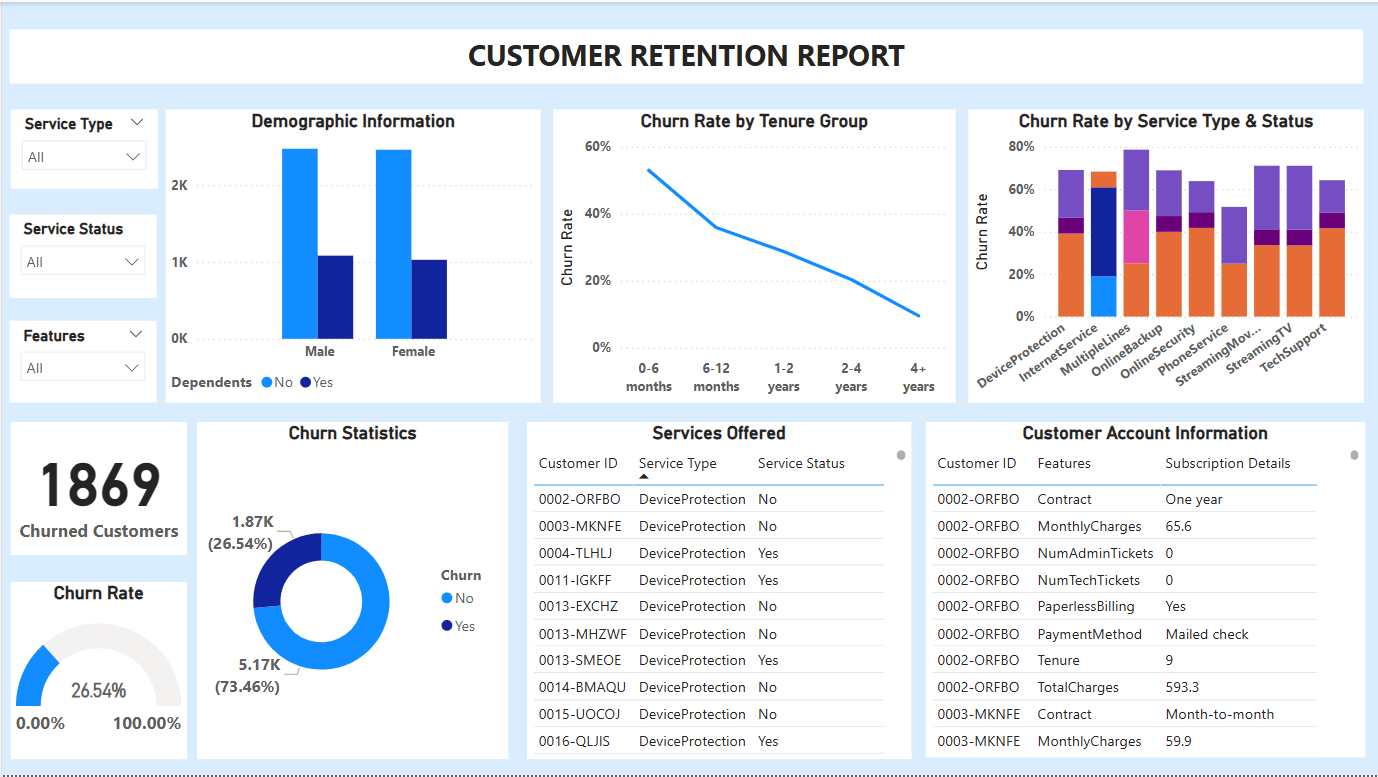 CUSTOMER RETENTION REPORT
Service Type
All
Service Status
All
Features
All
Demographic Information
2K
1K
0K
Male Female
Dependents No Yes
Churn Rate by Tenure Group
Churn Rate
60%
40%
20%
0%
0-6 6-12 1-2 2-4 4+
months months years years years
Churn Rate by Service Type & Status
Churn Rate
80%
60%
40%
20%
0%
DeviceProtection
InternetService
MultipleLines
OnlineBackup
OnlineSecurity
PhoneService
StreamingMov...
StreamingTV
TechSupport
1869
Churned Customers
Churn Rate
26.54%
0.00% 100.00%
Churn Statistics
1.87K
(26.54%)
5.17K
(73.46%)
Churn
No
Yes
Services Offered
Customer ID Service Type Service Status
0002-ORFBO DeviceProtection No
0003-MKNFE DeviceProtection No
0004-TLHLJ DeviceProtection Yes
0011-IGKFF DeviceProtection Yes
0013-EXCHZ DeviceProtection No
0013-MHZWF DeviceProtection No
0013-SMEOE DeviceProtection Yes
0014-BMAQU DeviceProtection No
0015-UOCOJ DeviceProtection No
0016-QLJIS DeviceProtection Yes
Customer Account Information
Customer ID Features Subscription Details
0002-ORFBO Contract One year
0002-ORFBO MonthlyCharges 65.6
0002-ORFBO NumAdminTickets 0
0002-ORFBO NumTechTickets 0
0002-ORFBO PaperlessBilling Yes
0002-ORFBO PaymentMethod Mailed check
0002-ORFBO Tenure 9
0002-ORFBO TotalCharges 593.3
0003-MKNFE Contract Month-to-month
0003-MKNFE MonthlyCharges 59.9